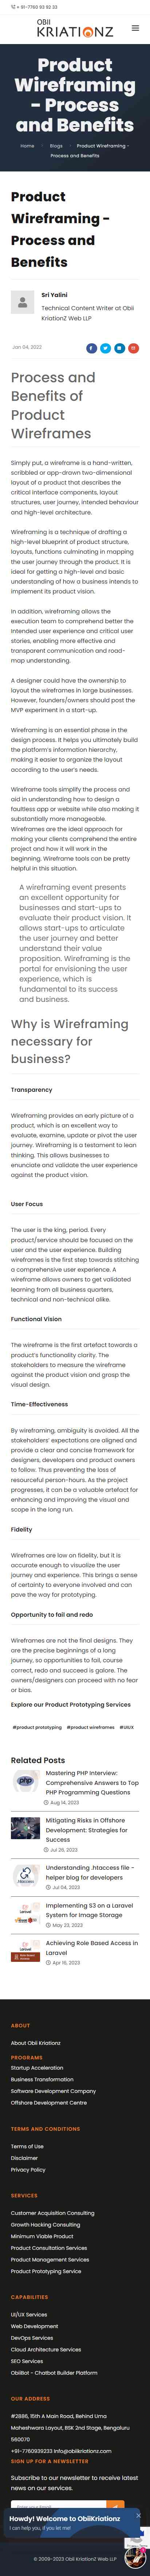 + 91-7760 93 92 33
OBII
KRIATIONZ
Product
Wireframing
- Process
and Benefits
Home
Blogs
Product Wireframing -
Process and Benefits
Product
Wireframing -
Process and
Benefits
Sri Yalini
Technical Content Writer at Obii
KriationZ Web LLP
Jan 04, 2022
Process and
Benefits of
Product
Wireframes
Simply put, a wireframe is a hand-written,
scribbled or app-drawn two-dimensional
layout of a product that describes the
critical interface components, layout
structures, user journey, intended behaviour
and high-level architecture.
Wireframing is a technique of drafting a
high-level blueprint of product structure,
layouts, functions culminating in mapping
the user journey through the product. It is
ideal for getting a high-level and basic
understanding of the business intends to
implement its product vision.
In addition, wireframing allows the
execution team to comprehend better the
intended user experience and critical user
stories, enabling more effective and
transparent communication and road-
map understanding.
A designer could have the ownership to
layout the wireframes in large businesses.
However, founders/owners should post the
MVP experiment in a start-up.
Wireframing is an essential phase in the
design process. It helps you ultimately build
the platform's information hierarchy,
making it easier to organize the layout
according to the user's needs.
Wireframe tools simplify the process and
aid in understanding how to design a
mobile app or website while also making it
substantially more manageable.
Wireframes are the ideal approach for
making your clients comprehend the entire
project and how it will work in the
beginning. Wireframe tools can be pretty
helpful in this situation.
A wireframing event presents
an excellent opportunity for
businesses and start-ups to
evaluate their product vision. It
allows start-ups to articulate
the user journey and better
understand their value
proposition. Wireframing is the
portal for envisioning the user
experience, which is
fundamental to its success
and business.
Why is Wireframing
necessary for
business?
Transparency
Wireframing provides an early picture of a
product, which is an excellent way to
evaluate, examine, update or pivot the user
journey. Wireframing is a testament to lean
thinking. This allows businesses to
enunciate and validate the user experience
against the product vision.
User Focus
The user is the king, period. Every
product/service should be focused on the
user and the user experience. Building
wireframes is the first step towards stitching
a comprehensive user experience. A
wireframe allows owners to get validated
learning from all business quarters,
technical and non-technical alike.
Functional Vision
The wireframe is the first artefact towards a
product's functionality clarity. The
stakeholders to measure the wireframe
against the product vision and grasp the
visual design.
Time-Effectiveness
By wireframing, ambiguity is avoided. All the
stakeholders' expectations are aligned and
provide a clear and complete framework for
designers, developers and product owners
to follow. Thus preventing the loss of
resourceful person-hours. As the project
progresses, it can be a valuable artefact for
enhancing and improving the visual and
scope in the long run.
Fidelity
Wireframes are low on fidelity, but it is
enough to quickly visualize the user
journey and experience. This brings a sense
of certainty to all involved and can
pave the way for prototyping.
Opportunity to fail and redo
Wireframes are not the final designs. They
are the precise beginnings of a long
journey, so opportunities to fail, course
correct, redo and succeed is galore. The
owners/designers can proceed with no fear
or bias.
Explore our Product Prototyping Services
#product prototyping #product wireframes #UIUX
Related Posts
Mastering PHP Interview:
Comprehensive Answers to Top
PHP Programming Questions
Aug 14, 2023
Mitigating Risks in Offshore
Development: Strategies for
Success
Jul 29, 2023
Understanding .htaccess file –
helper blog for developers
Jul 04, 2023
Implementing S3 on a Laravel
System for Image Storage
May 23, 2023
Achieving Role Based Access in
Laravel
Apr 16, 2023
ABOUT
About Obii Kriationz
PROGRAMS
Startup Acceleration
Business Transformation
Software Development Company
Offshore Development Centre
TERMS AND CONDITIONS
Terms of Use
Disclaimer
Privacy Policy
SERVICES
Customer Acquisition Consulting
Growth Hacking Consulting
Minimum Viable Product
Product Consultation Services
Product Management Services
Product Prototyping Service
CAPABILITIES
UI/UX Services
Web Development
DevOps Services
Cloud Architecture Services
SEO Services
ObiiBot - Chatbot Builder Platform
OUR ADDRESS
#2886, 15th A Main Road, Behind Uma
Maheshwara Layout, BSK 2nd Stage, Bengaluru
560070
+91-7760939233 info@obiikriationz.com
SIGN UP FOR A NEWSLETTER
Subscribe to our newsletter to receive latest
news on our services.
Howdy! Welcome to ObiiKriationz
I can help you, if you let me!
© 2009-2023 Obii KriationZ Web LLP